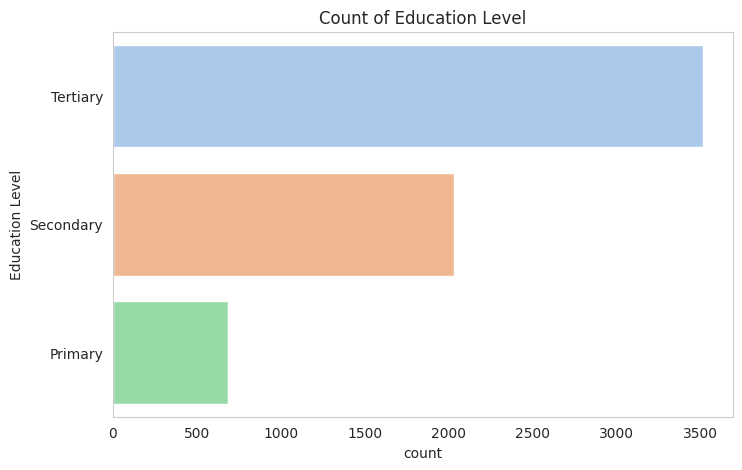 Count of Education Level
Education Level
Tertiary
Secondary
Primary
0 500 1000 1500 2000 2500 3000 3500
count